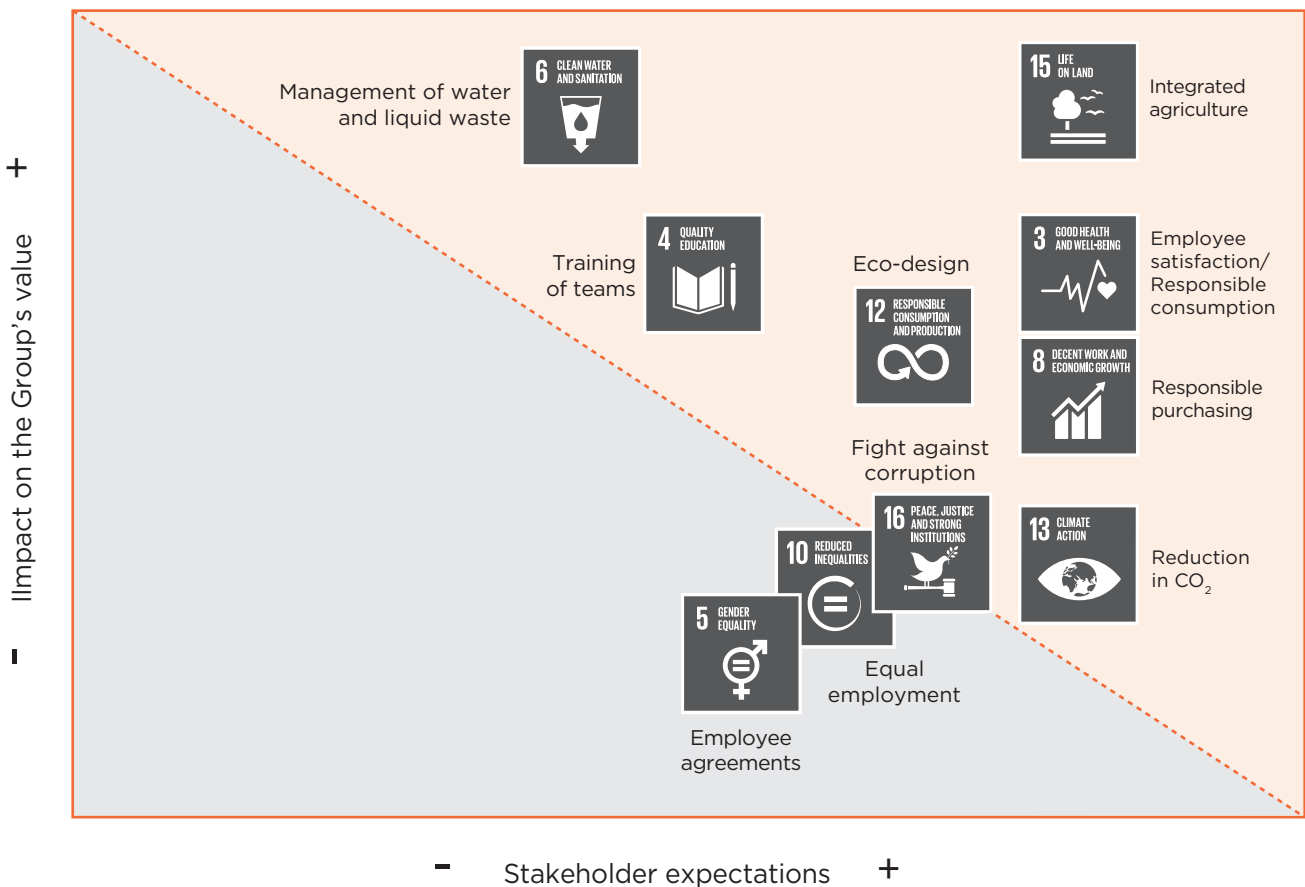 6 CLEAN WATER
AND SANITATION
Management of water
and liquid waste
15 LIFE
ON LAND
Integrated
agriculture
4 QUALITY
EDUCATION
Training
of teams
Eco-design
12 RESPONSIBLE
CONSUMPTION
AND PRODUCTION
3 GOOD HEALTH
AND WELL-BEING
Employee
satisfaction/
Responsible
consumption
8 DECENT WORK AND
ECONOMIC GROWTH
Responsible
purchasing
Fight against
corruption
16 PEACE, JUSTICE
AND STRONG
INSTITUTIONS
13 CLIMATE
ACTION
Reduction
in CO₂
10 REDUCED
INEQUALITIES
Equal
employment
5 GENDER
EQUALITY
Employee
agreements
- IImpact on the Group's value +
- Stakeholder expectations +